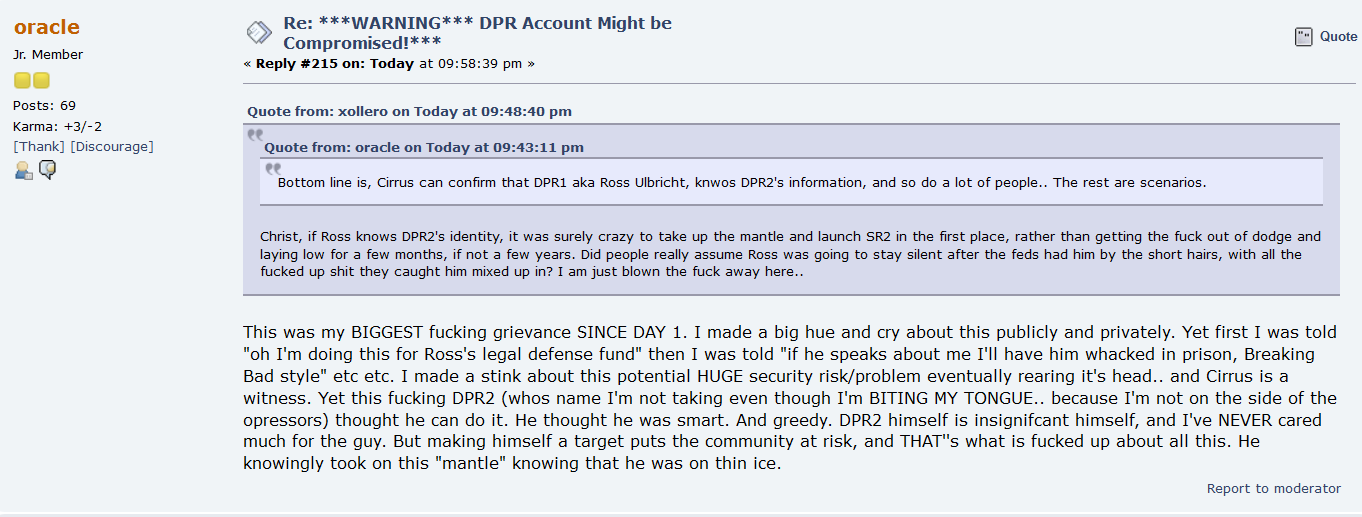 oracle
Jr. Member
Posts: 69
Karma: +3/-2
[Thank] [Discourage]
Re: ***WARNING*** DPR Account Might be
Compromised!***
« Reply #215 on: Today at 09:58:39 pm »
Quote
Quote from: xollero on Today at 09:48:40 pm
Quote from: oracle on Today at 09:43:11 pm
Bottom line is, Cirrus can confirm that DPR1 aka Ross Ulbricht, knwos DPR2's information, and so do a lot of people.. The rest are scenarios.
Christ, if Ross knows DPR2's identity, it was surely crazy to take up the mantle and launch SR2 in the first place, rather than getting the fuck out of dodge and
laying low for a few months, if not a few years. Did people really assume Ross was going to stay silent after the feds had him by the short hairs, with all the
fucked up shit they caught him mixed up in? I am just blown the fuck away here..
This was my BIGGEST fucking grievance SINCE DAY 1. I made a big hue and cry about this publicly and privately. Yet first I was told
"oh I'm doing this for Ross's legal defense fund" then I was told "if he speaks about me I'll have him whacked in prison, Breaking
Bad style" etc etc. I made a stink about this potential HUGE security risk/problem eventually rearing it's head.. and Cirrus is a
witness. Yet this fucking DPR2 (whos name I'm not taking even though I'm BITING MY TONGUE.. because I'm not on the side of the
opressors) thought he can do it. He thought he was smart. And greedy. DPR2 himself is insignifcant himself, and I've NEVER cared
much for the guy. But making himself a target puts the community at risk, and THAT"s what is fucked up about all this. He
knowingly took on this "mantle" knowing that he was on thin ice.
Report to moderator